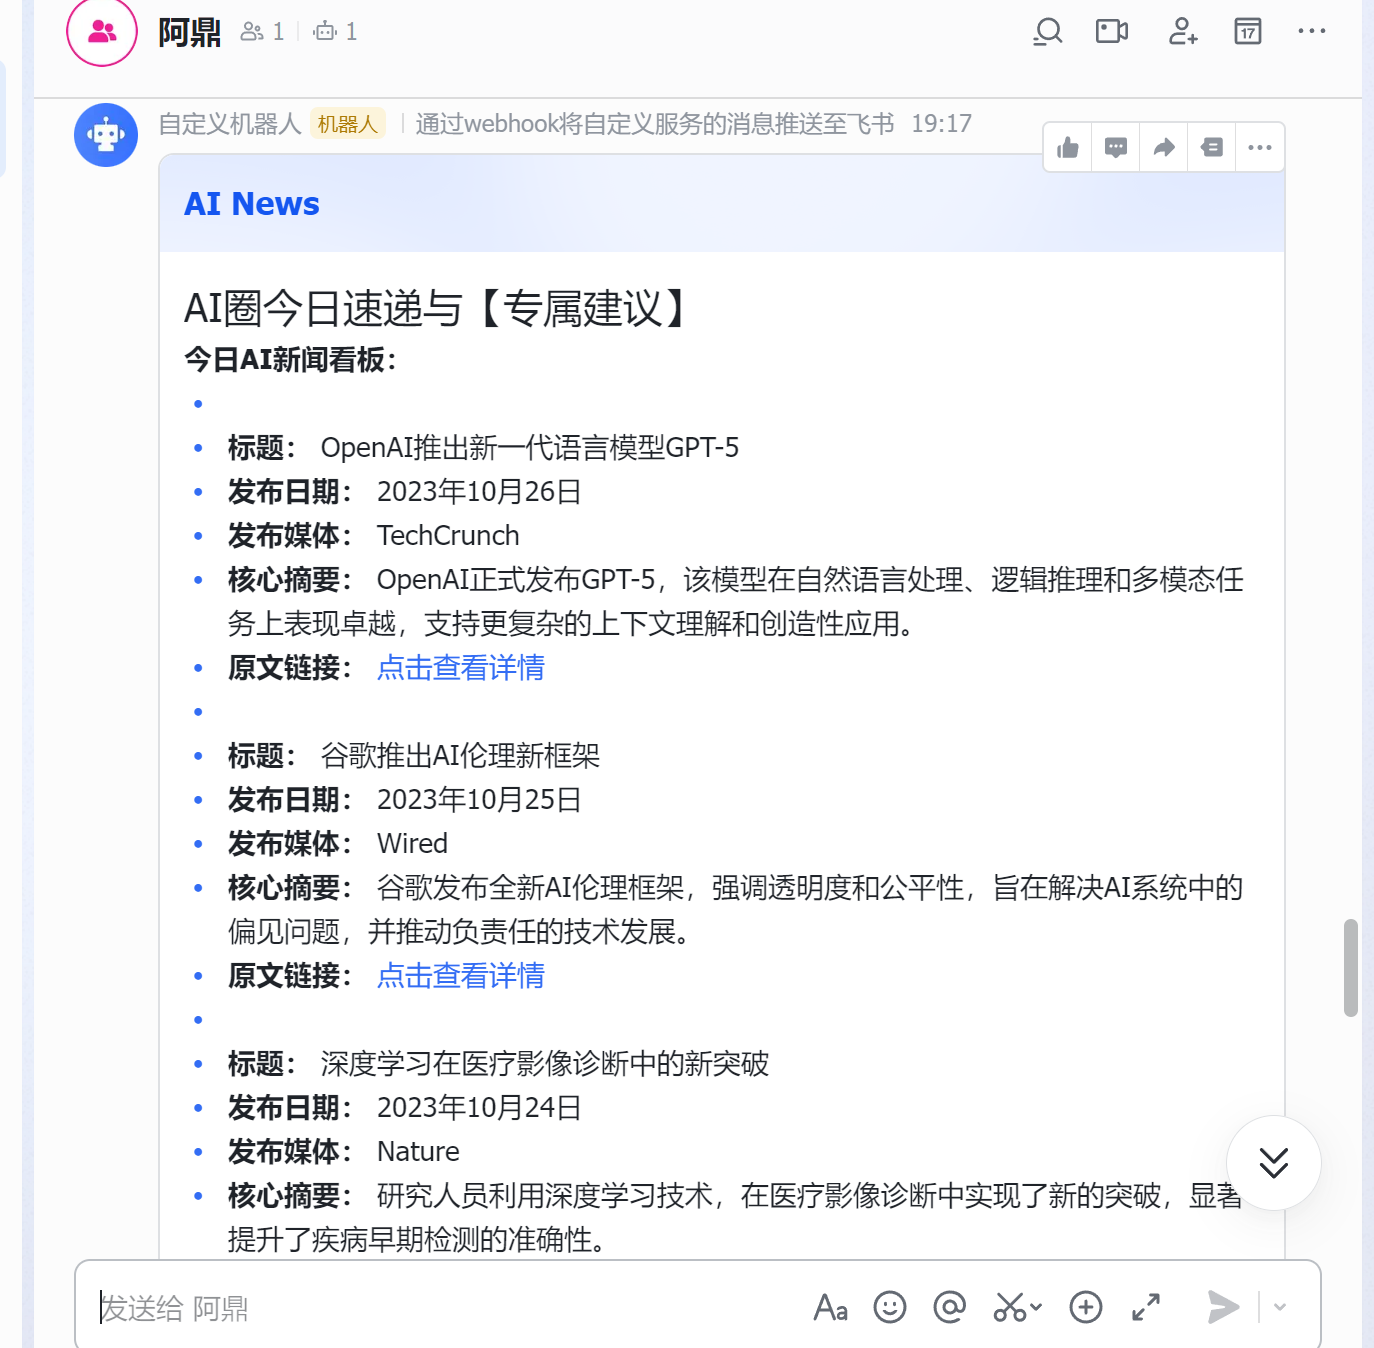 阿鼎 1 1
17
自定义机器人 机器人 通过webhook将自定义服务的消息推送至飞书 19:17
AI News
AI圈今日速递与【专属建议】
今日AI新闻看板：
标题： OpenAI推出新一代语言模型GPT-5
发布日期： 2023年10月26日
发布媒体： TechCrunch
核心摘要： OpenAI正式发布GPT-5，该模型在自然语言处理、逻辑推理和多模态任
务上表现卓越，支持更复杂的上下文理解和创造性应用。
原文链接： 点击查看详情
标题： 谷歌推出AI伦理新框架
发布日期： 2023年10月25日
发布媒体： Wired
核心摘要： 谷歌发布全新AI伦理框架，强调透明度和公平性，旨在解决AI系统中的
偏见问题，并推动负责任的技术发展。
原文链接： 点击查看详情
标题： 深度学习在医疗影像诊断中的新突破
发布日期： 2023年10月24日
发布媒体： Nature
核心摘要： 研究人员利用深度学习技术，在医疗影像诊断中实现了新的突破，显著
提升了疾病早期检测的准确性。
发送给 阿鼎
Aa